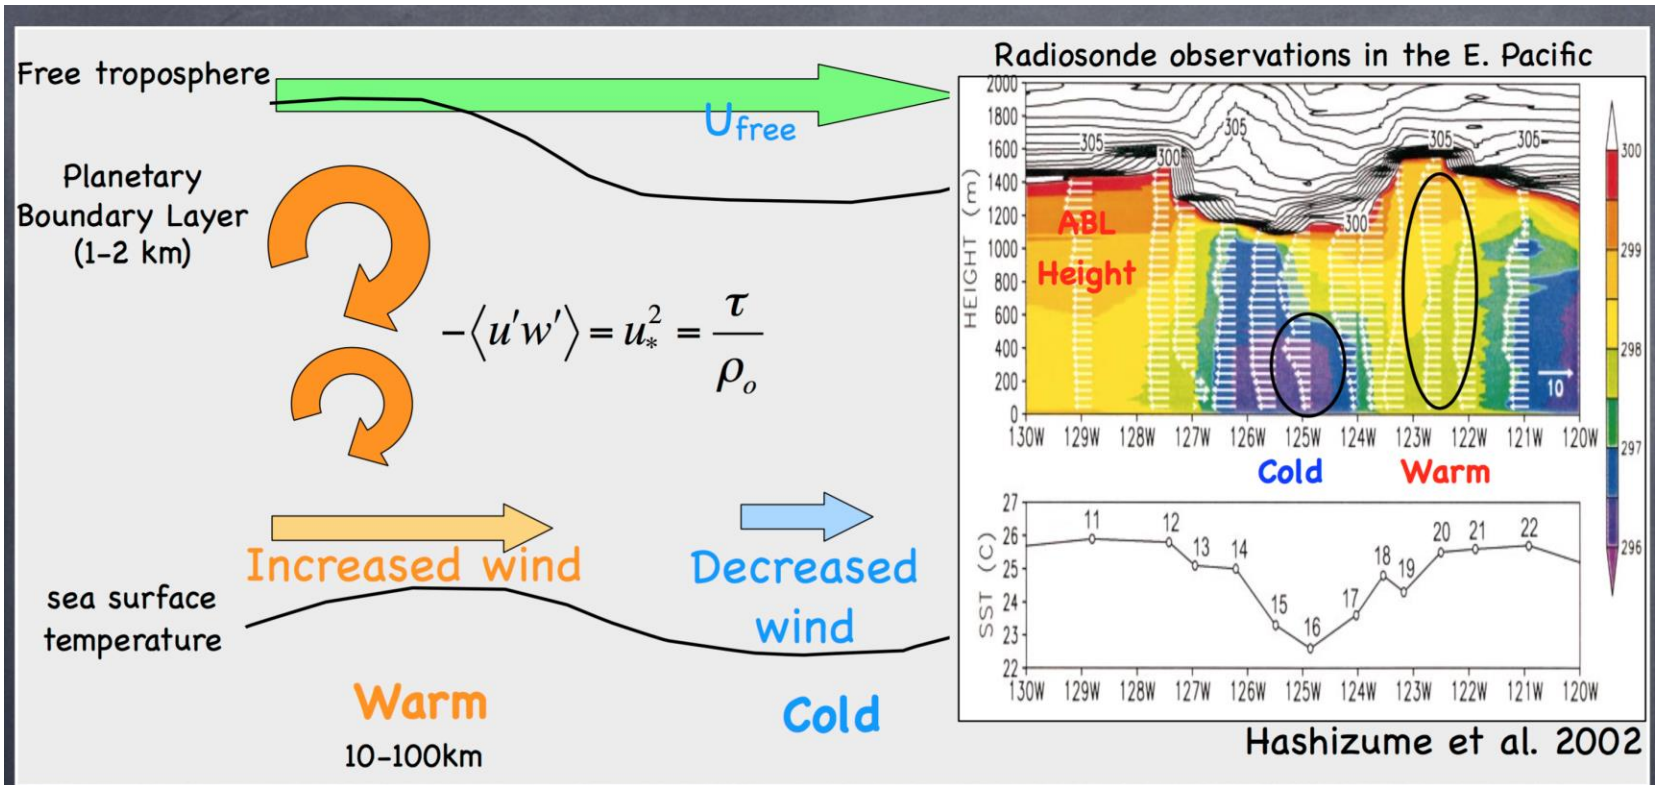 Free troposphere
U_free
Planetary
Boundary Layer
(1-2 km)
-⟨u'w'⟩ = u_*^2 = τ / ρ_o
Increased wind
Decreased
wind
sea surface
temperature
Warm
Cold
10-100km
Radiosonde observations in the E. Pacific
HEIGHT (m)
2000
1800
1600
1400
1200
1000
800
600
400
200
0
305
300
305
305
300
ABL
Height
10
130W 129W 128W 127W 126W 125W 124W 123W 122W 121W 120W
300
299
298
297
296
Cold
Warm
SST (C)
27
26
25
24
23
22
11 12 13 14 15 16 17 18 19 20 21 22
130W 129W 128W 127W 126W 125W 124W 123W 122W 121W 120W
Hashizume et al. 2002